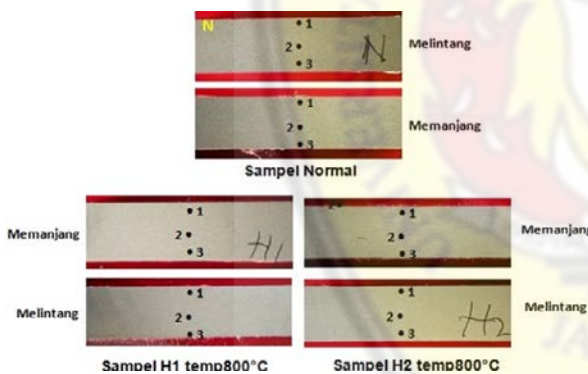 N
1
2
3
N
Melintang
1
2
3
Memanjang
Sampel Normal
Memanjang
1
2
3
H1
1
2
3
Memanjang
Melintang
1
2
3
1
2
3
H2
Melintang
Sampel H1 temp800°C
Sampel H2 temp800°C